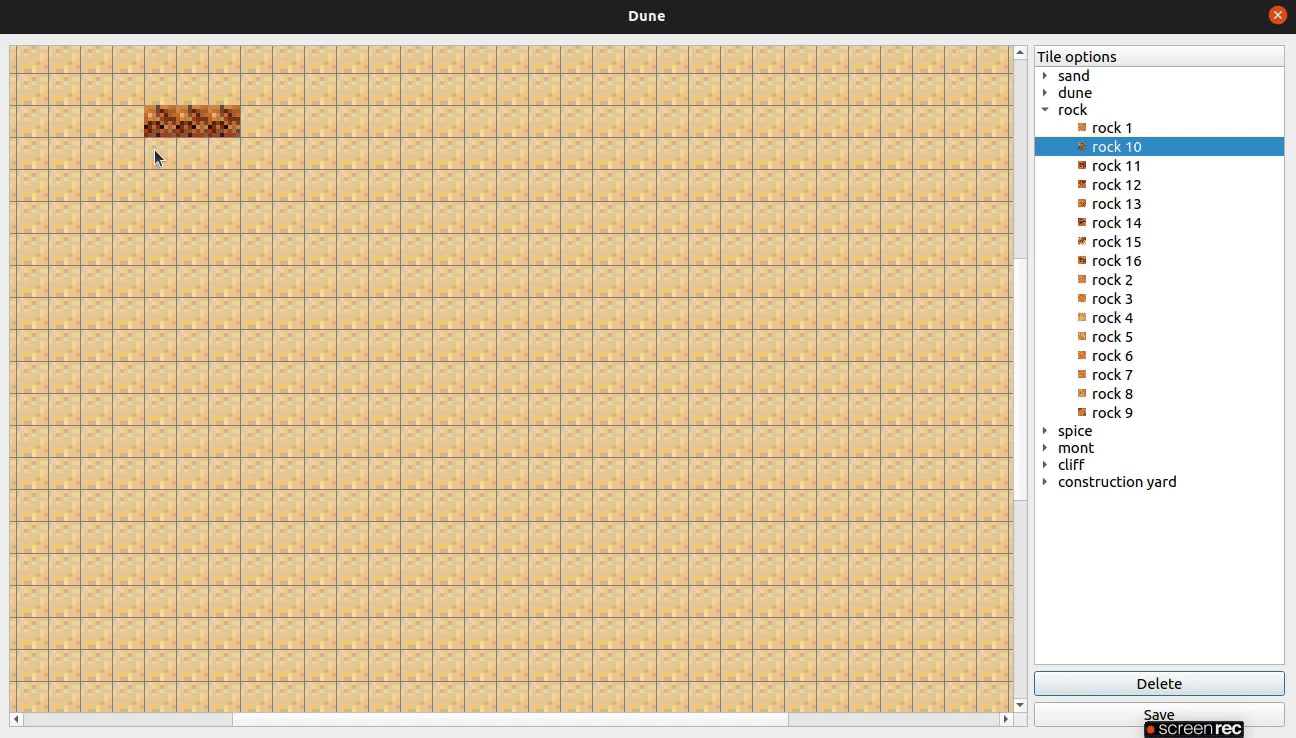 Dune
Tile options
sand
dune
rock
rock 1
rock 10
rock 11
rock 12
rock 13
rock 14
rock 15
rock 16
rock 2
rock 3
rock 4
rock 5
rock 6
rock 7
rock 8
rock 9
spice
mont
cliff
construction yard
Delete
Save
screenrec